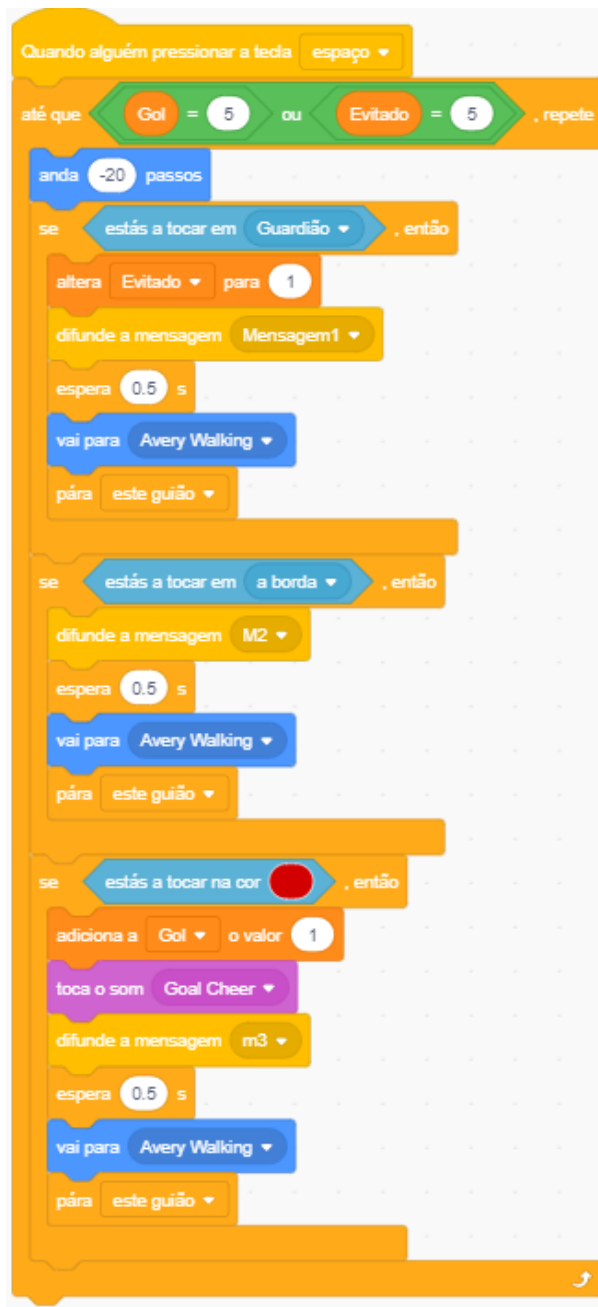 Quando alguém pressionar a tecla espaço
até que Gol = 5 ou Evitado = 5 , repete
anda -20 passos
se estás a tocar em Guardião , então
altera Evitado para 1
difunde a mensagem Mensagem1
espera 0.5 s
vai para Avery Walking
pára este guião
se estás a tocar em a borda , então
difunde a mensagem M2
espera 0.5 s
vai para Avery Walking
pára este guião
se estás a tocar na cor , então
adiciona a Gol o valor 1
toca o som Goal Cheer
difunde a mensagem m3
espera 0.5 s
vai para Avery Walking
pára este guião